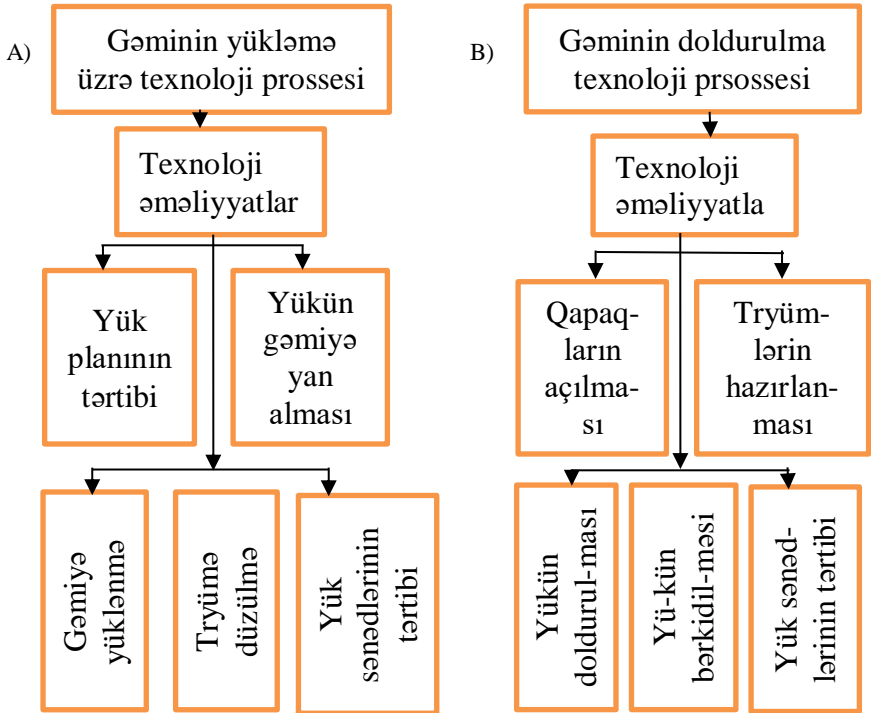 A)
Gəminin yükləmə
üzrə texnoloji prossesi
Texnoloji
əməliyyatlar
Yük
planının
tərtibi
Yükün
gəmiyə
yan
alması
Gəmiyə
yüklənmə
Tryümə
düzülmə
Yük
sənədlərinin
tərtibi
B)
Gəminin doldurulma
texnoloji prsossesi
Texnoloji
əməliyyatla
Qapaq-
ların
açılma-
sı
Tryüm-
lərin
hazırlan-
ması
Yükün
doldurul-ması
Yü-kün
bərkidil-məsi
Yük sənəd-
lərinin tərtibi